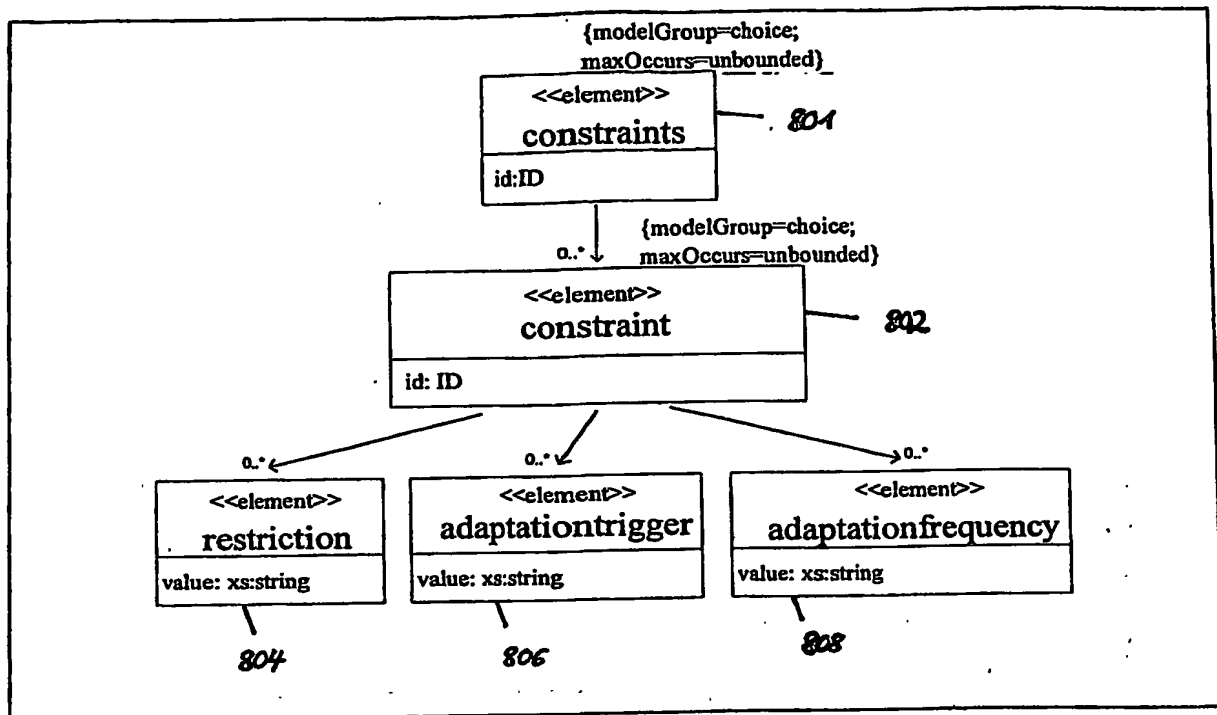 {modelGroup=choice;
maxOccurs=unbounded}
<<element>>
constraints
801
id:ID
{modelGroup=choice;
maxOccurs=unbounded}
0..*
<<element>>
constraint
802
id: ID
0..*
0..*
0..*
<<element>>
restriction
value: xs:string
<<element>>
adaptationtrigger
value: xs:string
<<element>>
adaptationfrequency
value: xs:string
804
806
808